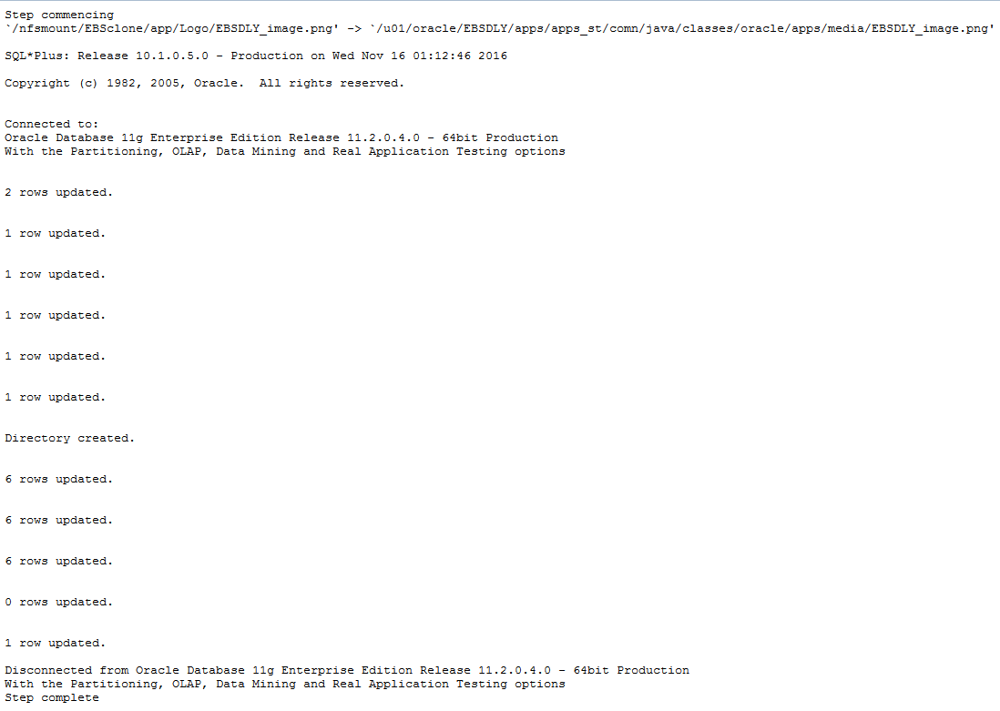 Step commencing
`/nfsmount/EBSclone/app/Logo/EBSDLY_image.png' -> `/u01/oracle/EBSDLY/apps/apps_st/comn/java/classes/oracle/apps/media/EBSDLY_image.png'
SQL*Plus: Release 10.1.0.5.0 - Production on Wed Nov 16 01:12:46 2016
Copyright (c) 1982, 2005, Oracle.  All rights reserved.
Connected to:
Oracle Database 11g Enterprise Edition Release 11.2.0.4.0 - 64bit Production
With the Partitioning, OLAP, Data Mining and Real Application Testing options
2 rows updated.
1 row updated.
1 row updated.
1 row updated.
1 row updated.
1 row updated.
Directory created.
6 rows updated.
6 rows updated.
6 rows updated.
0 rows updated.
1 row updated.
Disconnected from Oracle Database 11g Enterprise Edition Release 11.2.0.4.0 - 64bit Production
With the Partitioning, OLAP, Data Mining and Real Application Testing options
Step complete